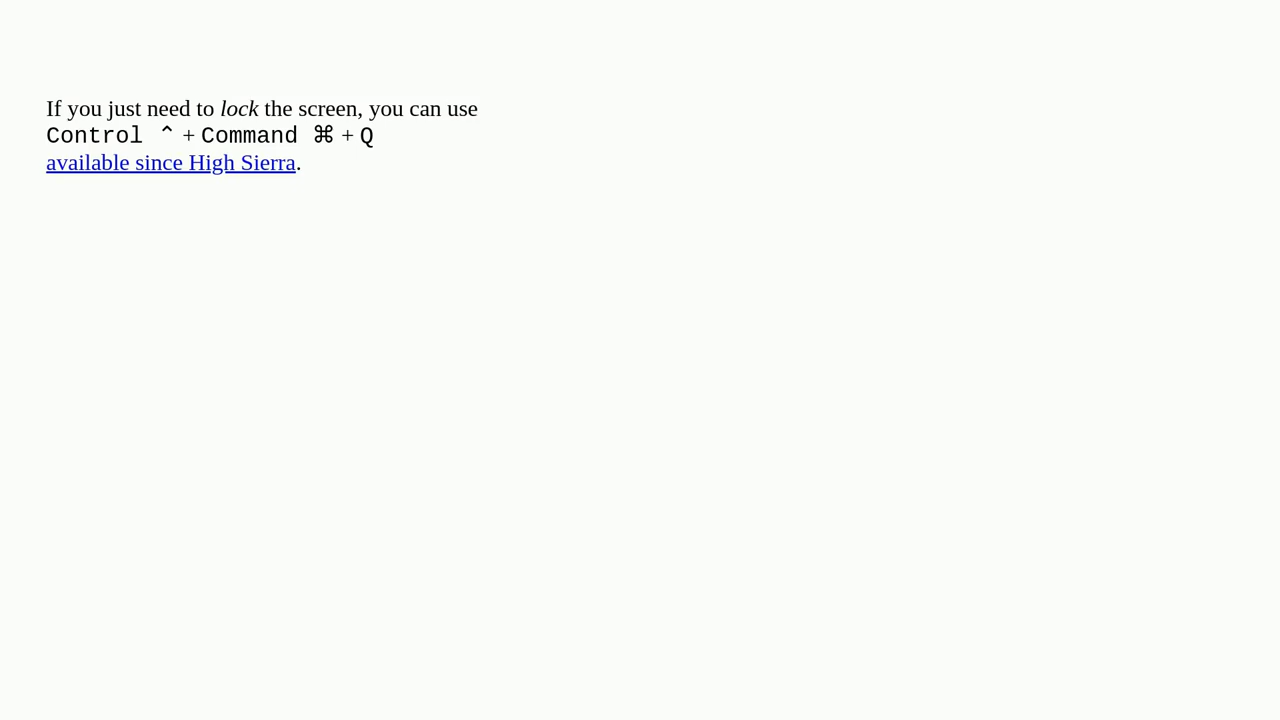 If you just need to lock the screen, you can use
Control ⌃ + Command ⌘ + Q
available since High Sierra.